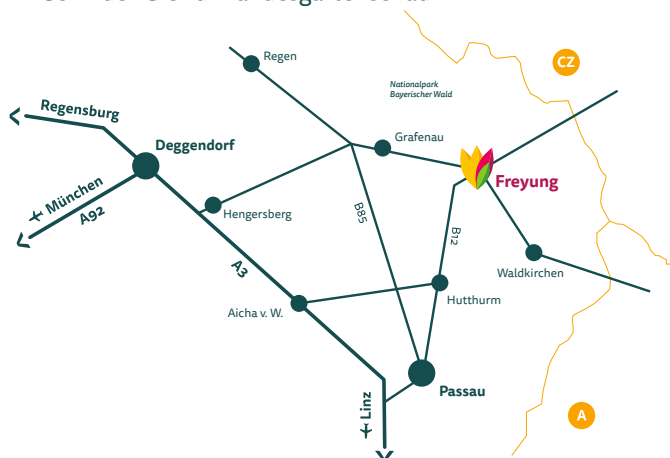 CZ
Regen
Nationalpark
Bayerischer Wald
Regensburg
Grafenau
Deggendorf
Freyung
München
A92
Hengersberg
B85
B12
A3
Waldkirchen
Hutthurm
Aicha v. W.
Passau
Linz
A